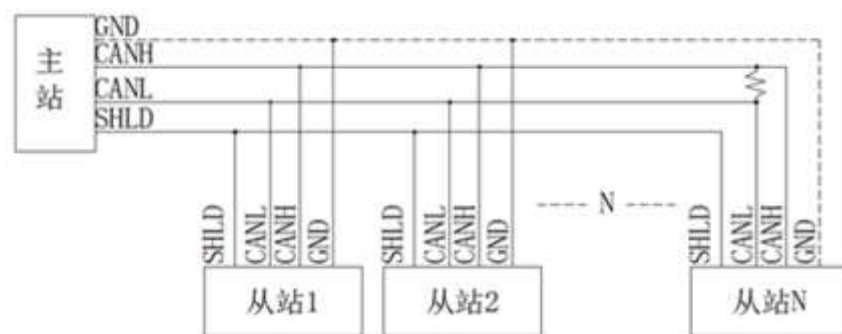 主站
GND
CANH
CANL
SHLD
SHLD CANL CANH GND
SHLD CANL CANH GND
N
SHLD CANL CANH GND
从站1
从站2
从站N